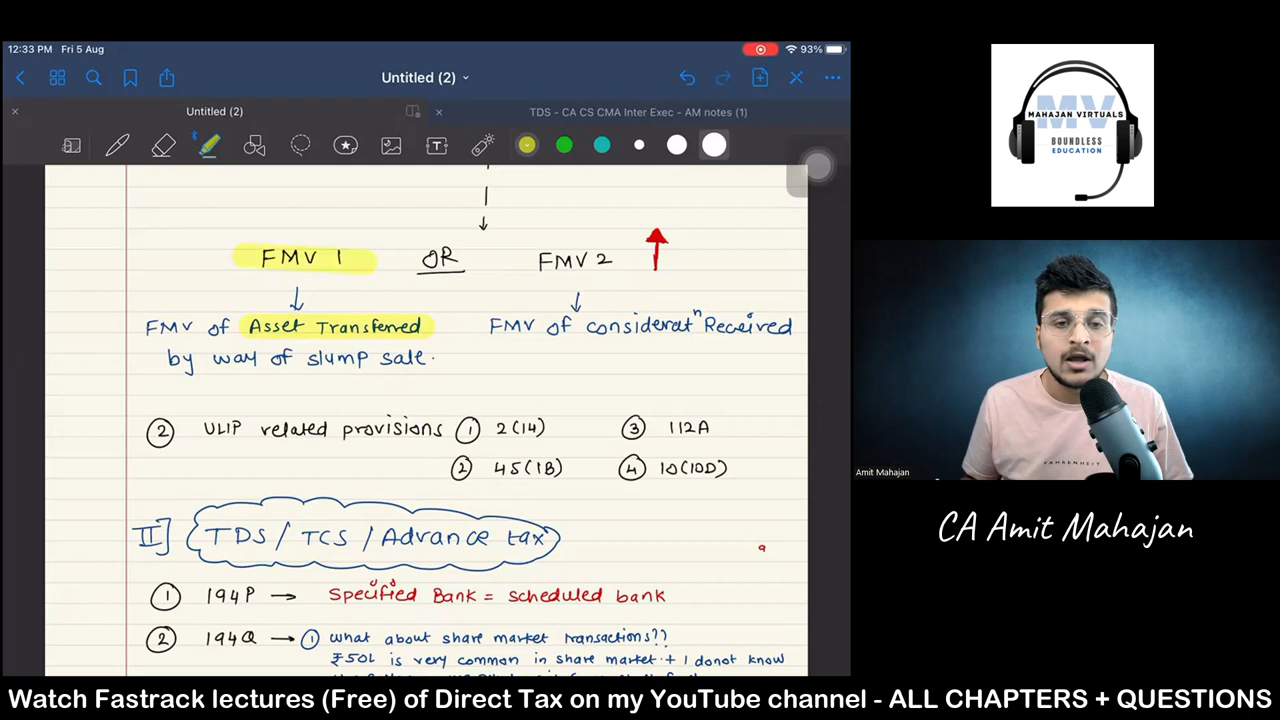 12:33 PM Fri 5 Aug
93%
Untitled (2)
Untitled (2)
TDS - CA CS CMA Inter Exec - AM notes (1)
FMV 1 OR FMV 2
FMV of Asset Transferred
by way of slump sale.
FMV of consideratⁿ Received
② ULIP related provisions ① 2(14) ③ 112A
② 45(1B) ④ 10(10D)
II] TDS / TCS / Advance tax
① 194P → Specified Bank = scheduled bank
② 194Q → ① what about share market transactions??
₹50L is very common in share market + I donot know
MV
MAHAJAN VIRTUALS
BOUNDLESS
EDUCATION
FAHRENHEIT
Amit Mahajan
CA Amit Mahajan
Watch Fastrack lectures (Free) of Direct Tax on my YouTube channel - ALL CHAPTERS + QUESTIONS